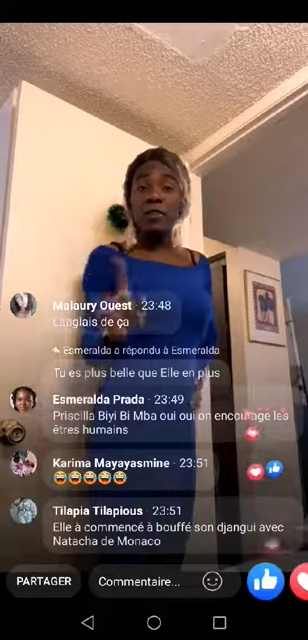 Malaury Ouest · 23:48
Langlais de ça
Esmeralda a répondu à Esmeralda
Tu es plus belle que Elle en plus
Esmeralda Prada · 23:49
Priscilla Biyi Bi Mba oui oui on encourage les
êtres humains
Karima Mayayasmine · 23:51
😂😂😂😂😂
Tilapia Tilapious · 23:51
Elle à commencé à bouffé son djangui avec
Natacha de Monaco
PARTAGER
Commentaire...